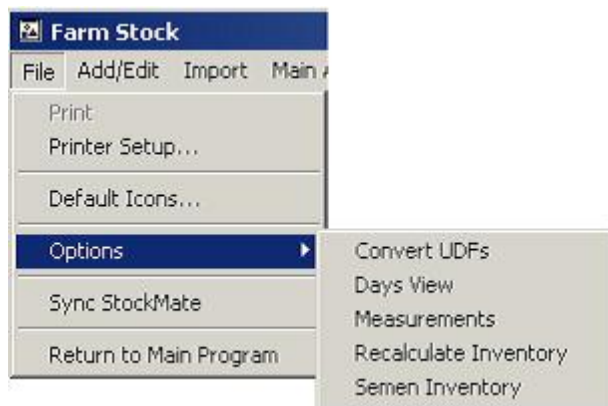 Farm Stock
File Add/Edit Import Main
Print
Printer Setup...
Default Icons...
Options
Sync StockMate
Return to Main Program
Convert UDFs
Days View
Measurements
Recalculate Inventory
Semen Inventory